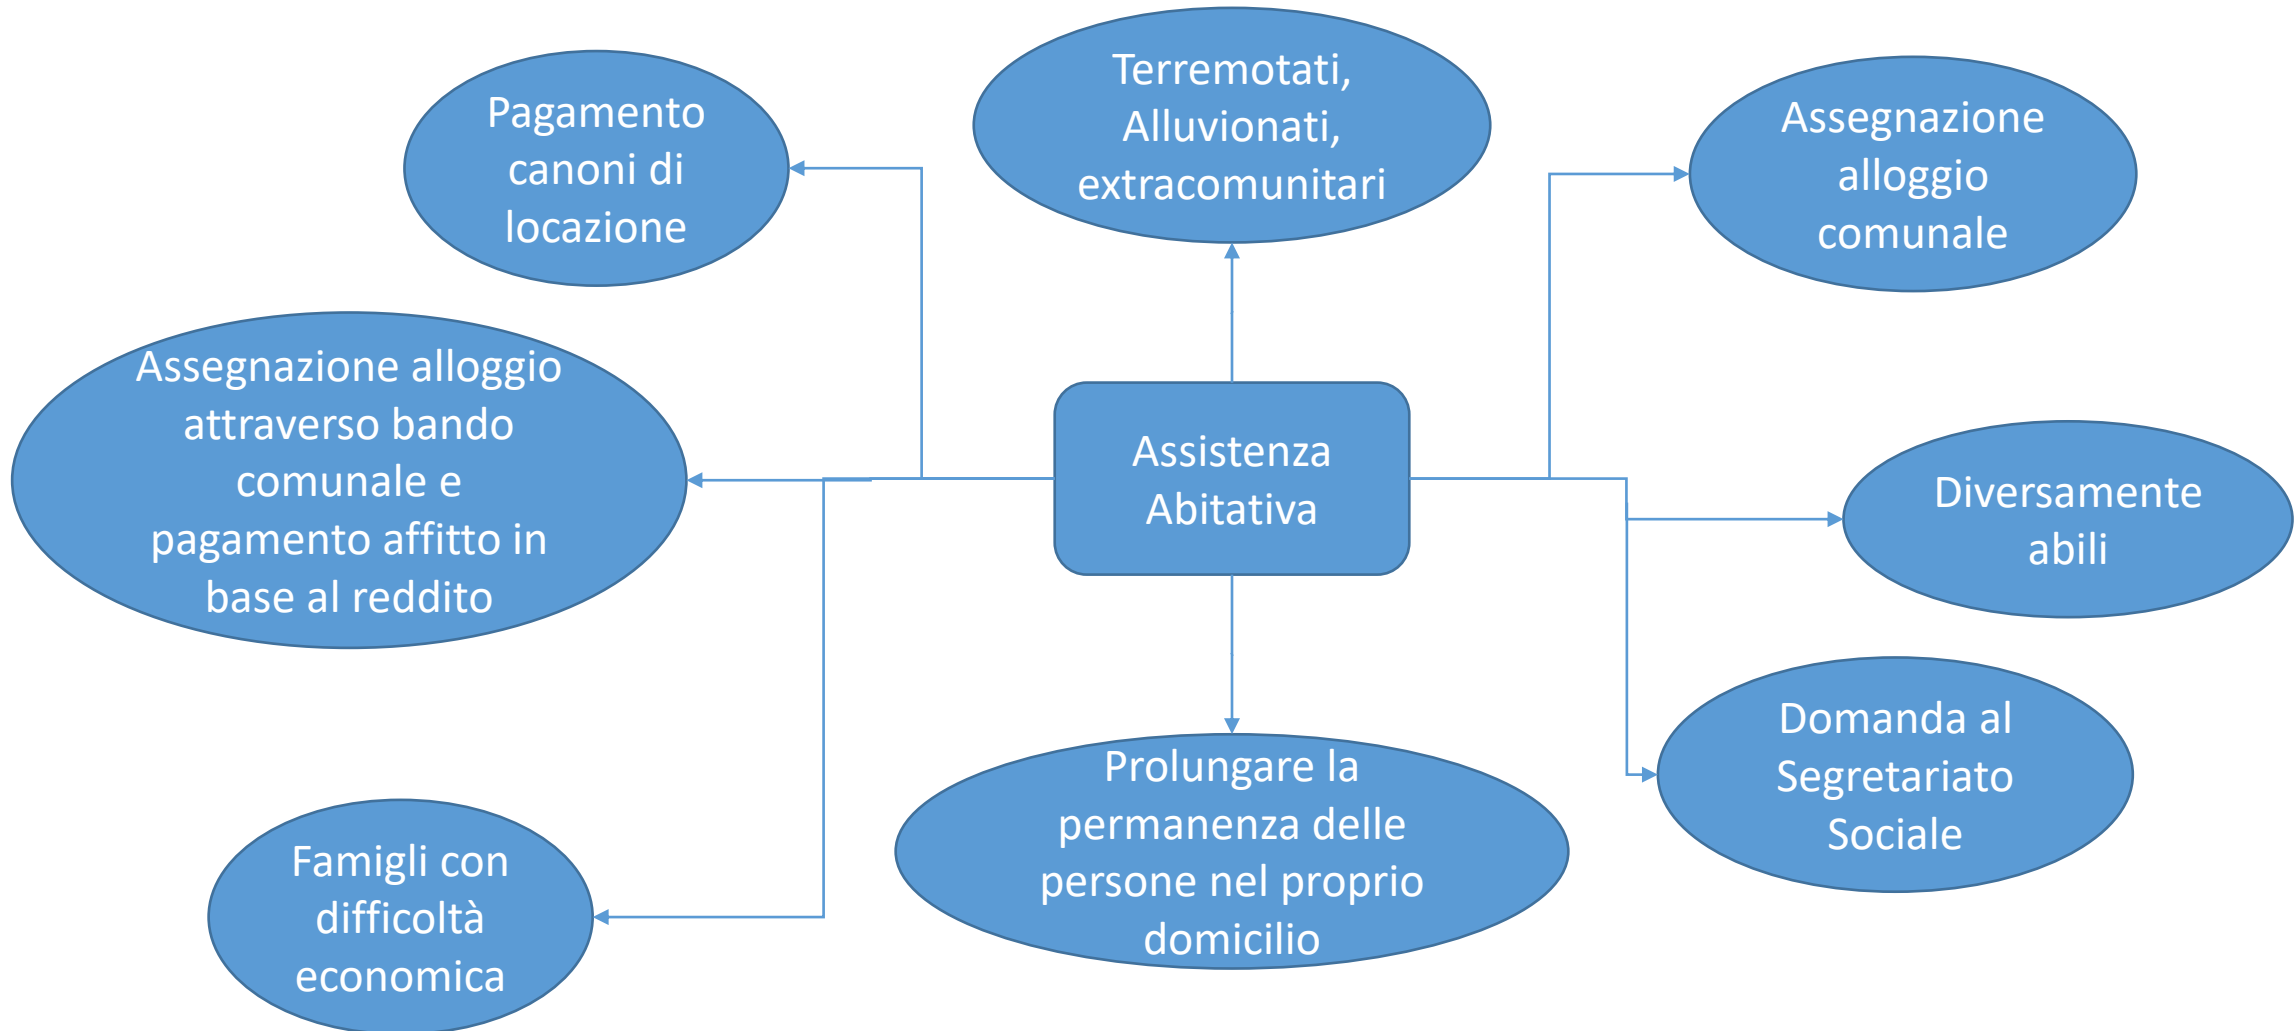 Terremotati,
Alluvionati,
extracomunitari
Pagamento
canoni di
locazione
Assegnazione
alloggio
comunale
Assegnazione alloggio
attraverso bando
comunale e
pagamento affitto in
base al reddito
Assistenza
Abitativa
Diversamente
abili
Domanda al
Segretariato
Sociale
Prolungare la
permanenza delle
persone nel proprio
domicilio
Famigli con
difficoltà
economica